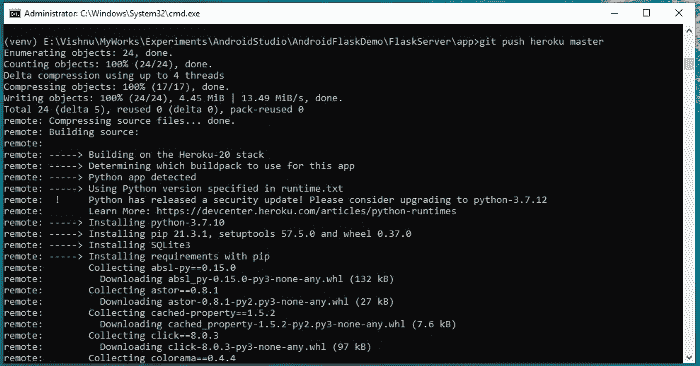 Administrator: C:\Windows\System32\cmd.exe
(venv) E:\Vishnu\MyWorks\Experiments\AndroidStudio\AndroidFlaskDemo\FlaskServer\app>git push heroku master
Enumerating objects: 24, done.
Counting objects: 100% (24/24), done.
Delta compression using up to 4 threads
Compressing objects: 100% (17/17), done.
Writing objects: 100% (24/24), 4.45 MiB | 13.49 MiB/s, done.
Total 24 (delta 5), reused 0 (delta 0), pack-reused 0
remote: Compressing source files... done.
remote: Building source:
remote:
remote: -----> Building on the Heroku-20 stack
remote: -----> Determining which buildpack to use for this app
remote: -----> Python app detected
remote: -----> Using Python version specified in runtime.txt
remote:  !     Python has released a security update! Please consider upgrading to python-3.7.12
remote:        Learn More: https://devcenter.heroku.com/articles/python-runtimes
remote: -----> Installing python-3.7.10
remote: -----> Installing pip 21.3.1, setuptools 57.5.0 and wheel 0.37.0
remote: -----> Installing SQLite3
remote: -----> Installing requirements with pip
remote:        Collecting absl-py==0.15.0
remote:          Downloading absl_py-0.15.0-py3-none-any.whl (132 kB)
remote:        Collecting astor==0.8.1
remote:          Downloading astor-0.8.1-py2.py3-none-any.whl (27 kB)
remote:        Collecting cached-property==1.5.2
remote:          Downloading cached_property-1.5.2-py2.py3-none-any.whl (7.6 kB)
remote:        Collecting click==8.0.3
remote:          Downloading click-8.0.3-py3-none-any.whl (97 kB)
remote:        Collecting colorama==0.4.4